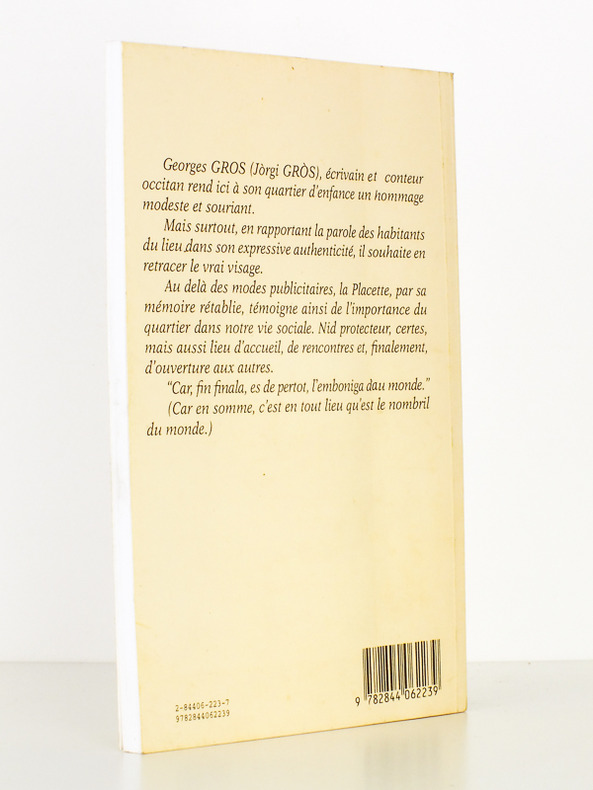 Georges GROS (Jòrgi GRÒS), écrivain et conteur
occitan rend ici à son quartier d'enfance un hommage
modeste et souriant.
Mais surtout, en rapportant la parole des habitants
du lieu dans son expressive authenticité, il souhaite en
retracer le vrai visage.
Au delà des modes publicitaires, la Placette, par sa
mémoire rétablie, témoigne ainsi de l'importance du
quartier dans notre vie sociale. Nid protecteur, certes,
mais aussi lieu d'accueil, de rencontres et, finalement,
d'ouverture aux autres.
"Car, fin finala, es de pertot, l'emboniga dau monde."
(Car en somme, c'est en tout lieu qu'est le nombril
du monde.)
2-84406-223-7
9782844062239
9 782844 062239